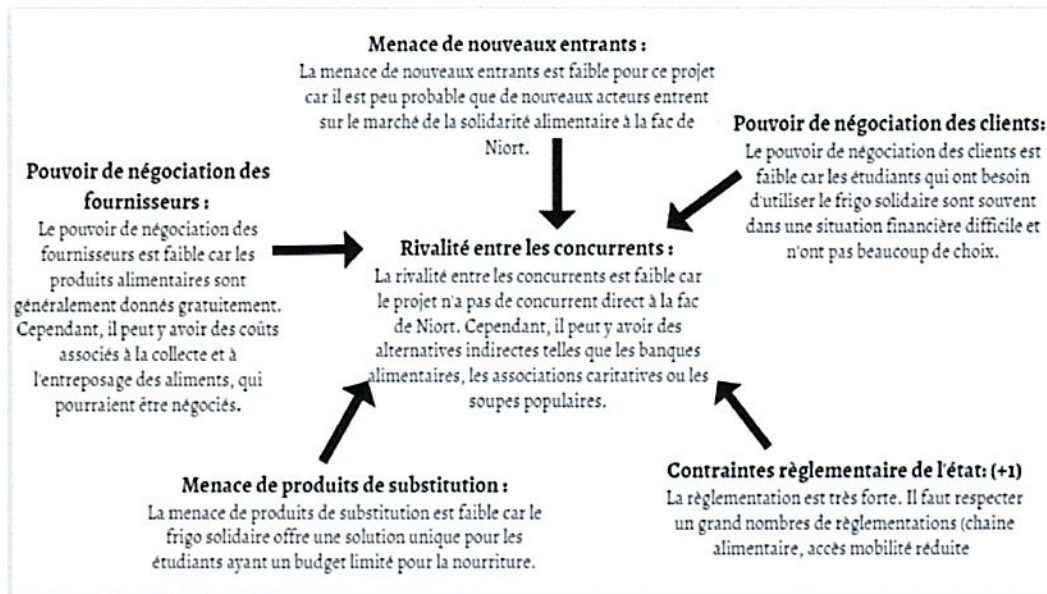 Menace de nouveaux entrants :
La menace de nouveaux entrants est faible pour ce projet
car il est peu probable que de nouveaux acteurs entrent
sur le marché de la solidarité alimentaire à la fac de
Niort.
Pouvoir de négociation des clients:
Le pouvoir de négociation des clients est
faible car les étudiants qui ont besoin
d'utiliser le frigo solidaire sont souvent
dans une situation financière difficile et
n'ont pas beaucoup de choix.
Pouvoir de négociation des
fournisseurs :
Le pouvoir de négociation des
fournisseurs est faible car les
produits alimentaires sont
généralement donnés gratuitement.
Cependant, il peut y avoir des coûts
associés à la collecte et à
l'entreposage des aliments, qui
pourraient être négociés.
Rivalité entre les concurrents :
La rivalité entre les concurrents est faible car
le projet n'a pas de concurrent direct à la fac
de Niort. Cependant, il peut y avoir des
alternatives indirectes telles que les banques
alimentaires, les associations caritatives ou les
soupes populaires.
Menace de produits de substitution :
La menace de produits de substitution est faible car le
frigo solidaire offre une solution unique pour les
étudiants ayant un budget limité pour la nourriture.
Contraintes règlementaire de l'état: (+1)
La règlementation est très forte. Il faut respecter
un grand nombres de règlementations (chaine
alimentaire, accès mobilité réduite